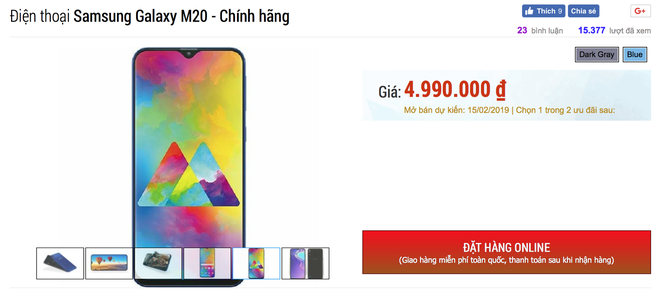 Điện thoại Samsung Galaxy M20 - Chính hãng
Thích 9 Chia sẻ G+
23 bình luận 15.377 lượt đã xem
Dark Gray Blue
Giá: 4.990.000 ₫
Mở bán dự kiến: 15/02/2019 | Chọn 1 trong 2 ưu đãi sau:
ĐẶT HÀNG ONLINE
(Giao hàng miễn phí toàn quốc, thanh toán sau khi nhận hàng)